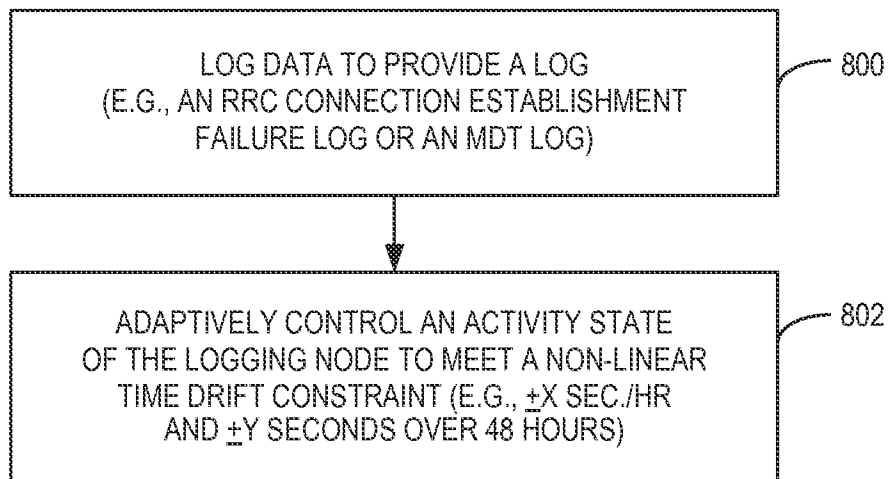 LOG DATA TO PROVIDE A LOG
(E.G., AN RRC CONNECTION ESTABLISHMENT
FAILURE LOG OR AN MDT LOG)
800
ADAPTIVELY CONTROL AN ACTIVITY STATE
OF THE LOGGING NODE TO MEET A NON-LINEAR
TIME DRIFT CONSTRAINT (E.G., ±X SEC./HR
AND ±Y SECONDS OVER 48 HOURS)
802